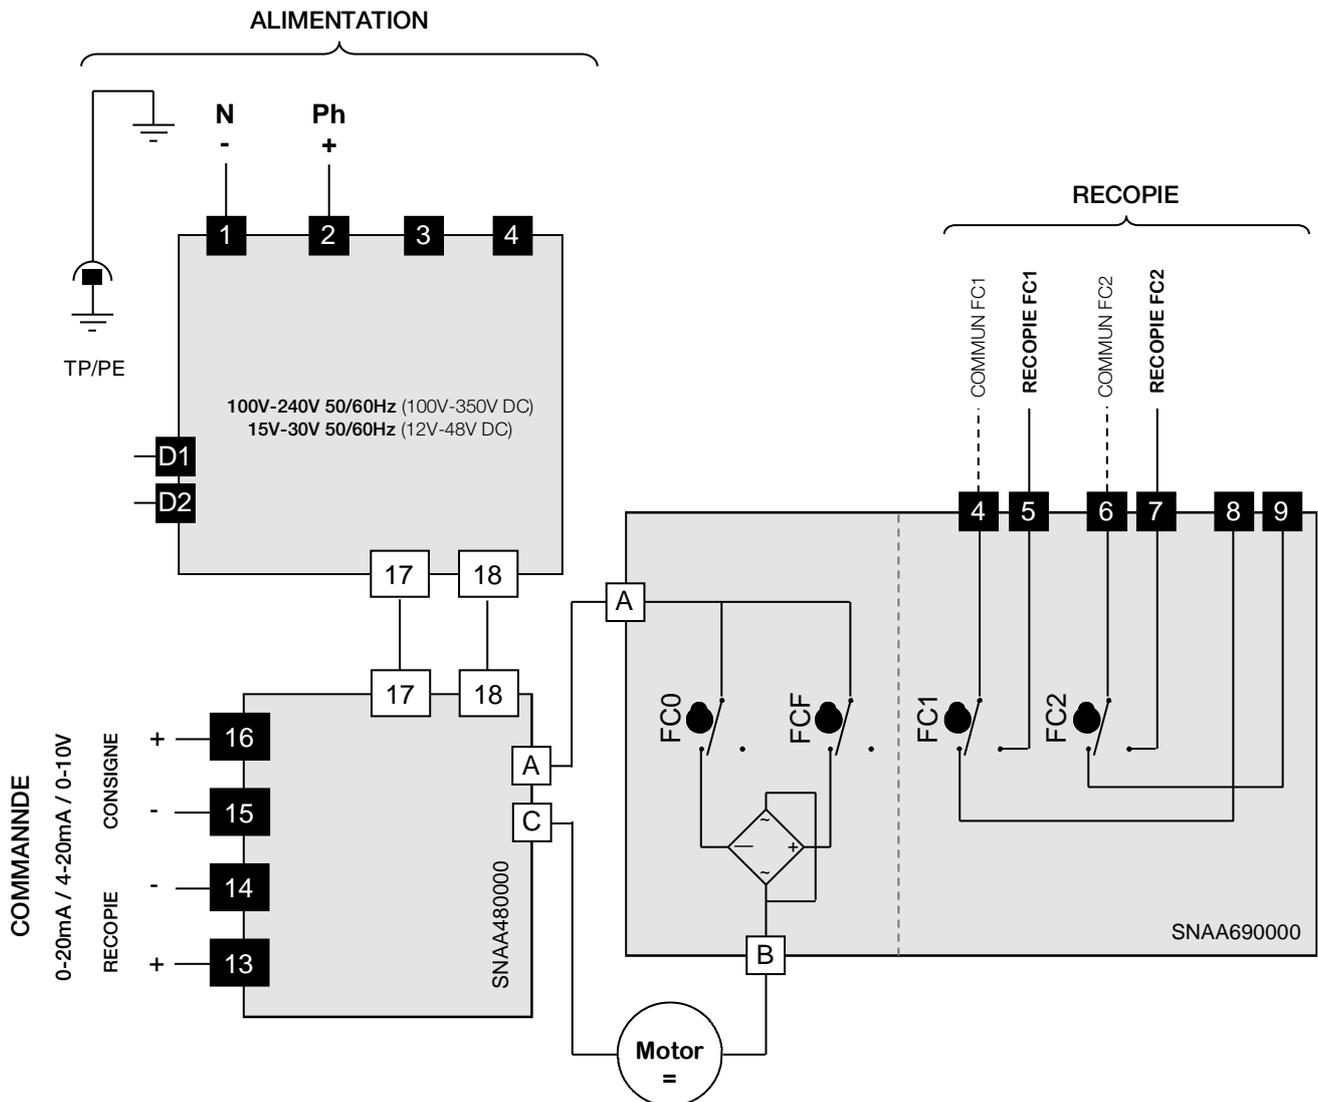 ALIMENTATION
N
-
Ph
+
TP/PE
1
2
3
4
100V-240V 50/60Hz (100V-350V DC)
15V-30V 50/60Hz (12V-48V DC)
D1
D2
17
18
17
18
COMMANNDE
0-20mA / 4-20mA / 0-10V
CONSIGNE
RECOPIE
+
-
-
+
16
15
14
13
A
C
SNAA480000
RECOPIE
COMMUN FC1
RECOPIE FC1
COMMUN FC2
RECOPIE FC2
4
5
6
7
8
9
A
FC0
FCF
FC1
FC2
~
— +
~
B
SNAA690000
Motor
=